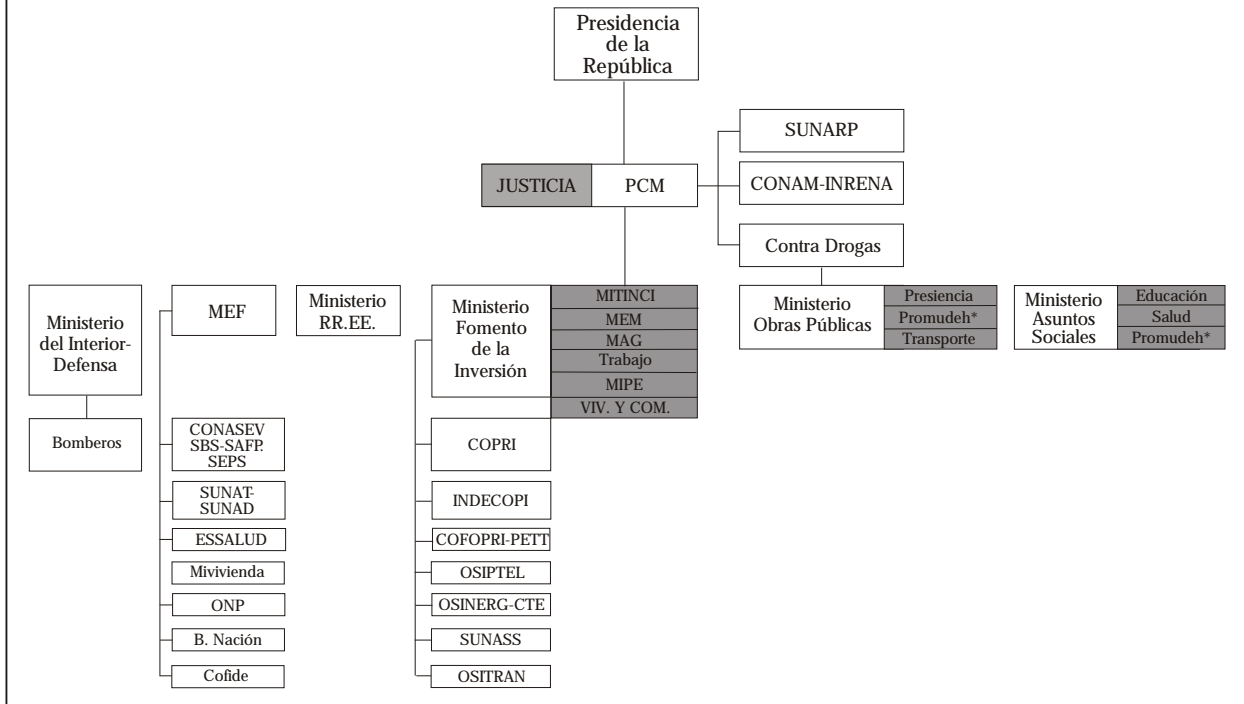 Presidencia
de la
República
SUNARP
JUSTICIA
PCM
CONAM-INRENA
Contra Drogas
Ministerio
del Interior-
Defensa
MEF
Ministerio
RR.EE.
Ministerio
Fomento
de la
Inversión
MITINCI
MEM
MAG
Trabajo
MIPE
VIV. Y COM.
Ministerio
Obras Públicas
Presiencia
Promudeh*
Transporte
Ministerio
Asuntos
Sociales
Educación
Salud
Promudeh*
Bomberos
CONASEV
SBS-SAFP.
SEPS
SUNAT-
SUNAD
ESSALUD
Mivivienda
ONP
B. Nación
Cofide
COPRI
INDECOPI
COFOPRI-PETT
OSIPTEL
OSINERG-CTE
SUNASS
OSITRAN